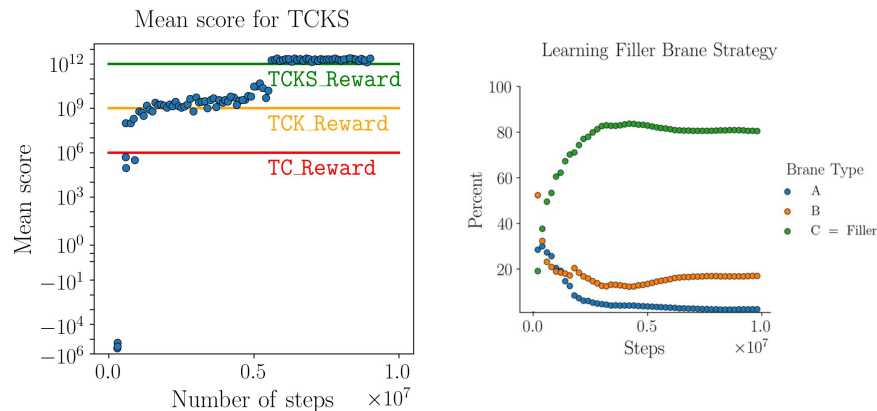 Mean score for TCKS
Mean score
10^12
10^9
10^6
10^3
10^0
−10^1
−10^4
−10^6
TCKS_Reward
TCK_Reward
TC_Reward
0.0
0.5
1.0
×10^7
Number of steps
Learning Filler Brane Strategy
Percent
100
80
60
40
20
0.0
0.5
1.0
×10^7
Steps
Brane Type
A
B
C = Filler